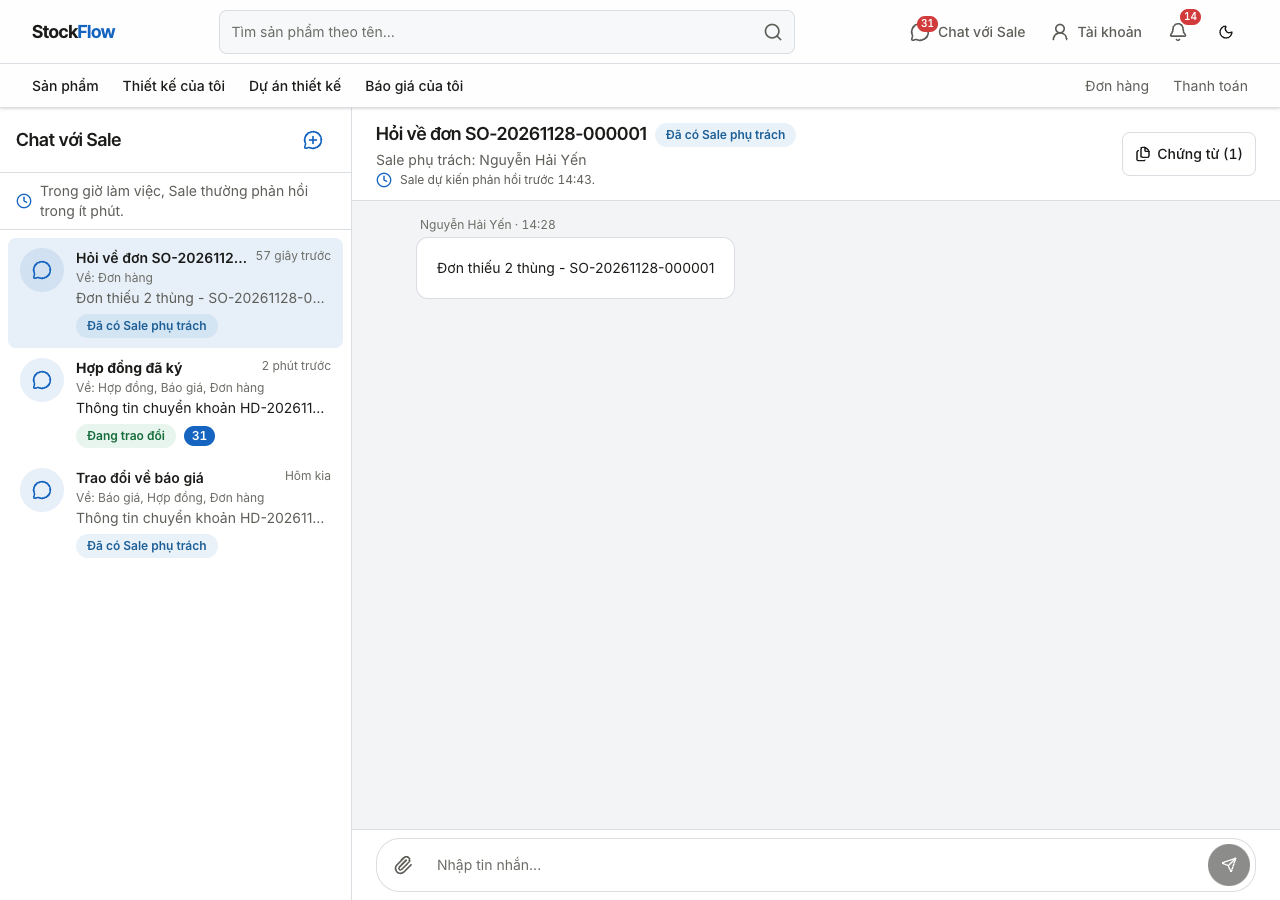 StockFlow
Tìm sản phẩm theo tên...
31
Chat với Sale
Tài khoản
14
Sản phẩm
Thiết kế của tôi
Dự án thiết kế
Báo giá của tôi
Đơn hàng
Thanh toán
Chat với Sale
Trong giờ làm việc, Sale thường phản hồi
trong ít phút.
Hỏi về đơn SO-2026112...
57 giây trước
Về: Đơn hàng
Đơn thiếu 2 thùng - SO-20261128-0...
Đã có Sale phụ trách
Hợp đồng đã ký
2 phút trước
Về: Hợp đồng, Báo giá, Đơn hàng
Thông tin chuyển khoản HD-202611...
Đang trao đổi
31
Trao đổi về báo giá
Hôm kia
Về: Báo giá, Hợp đồng, Đơn hàng
Thông tin chuyển khoản HD-202611...
Đã có Sale phụ trách
Hỏi về đơn SO-20261128-000001
Đã có Sale phụ trách
Sale phụ trách: Nguyễn Hải Yến
Sale dự kiến phản hồi trước 14:43.
Chứng từ (1)
Nguyễn Hải Yến · 14:28
Đơn thiếu 2 thùng - SO-20261128-000001
Nhập tin nhắn...